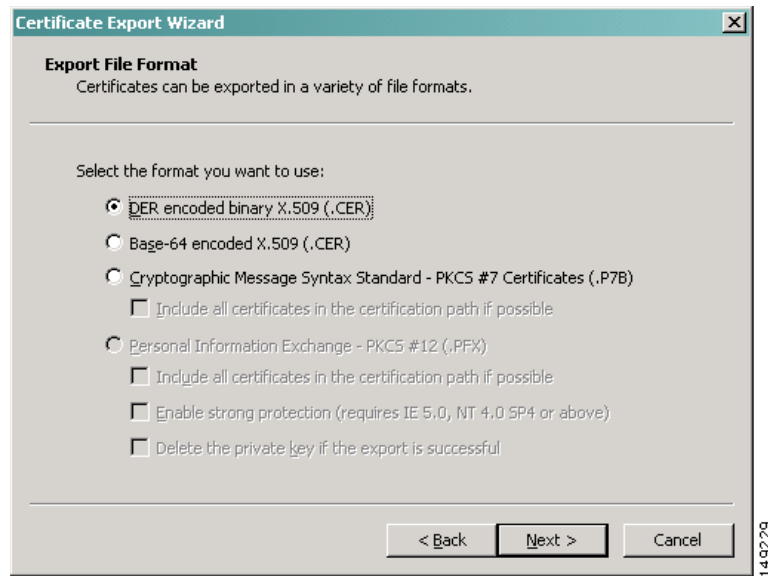 Certificate Export Wizard
Export File Format
Certificates can be exported in a variety of file formats.
Select the format you want to use:
DER encoded binary X.509 (.CER)
Base-64 encoded X.509 (.CER)
Cryptographic Message Syntax Standard - PKCS #7 Certificates (.P7B)
Include all certificates in the certification path if possible
Personal Information Exchange - PKCS #12 (.PFX)
Include all certificates in the certification path if possible
Enable strong protection (requires IE 5.0, NT 4.0 SP4 or above)
Delete the private key if the export is successful
< Back
Next >
Cancel
149229